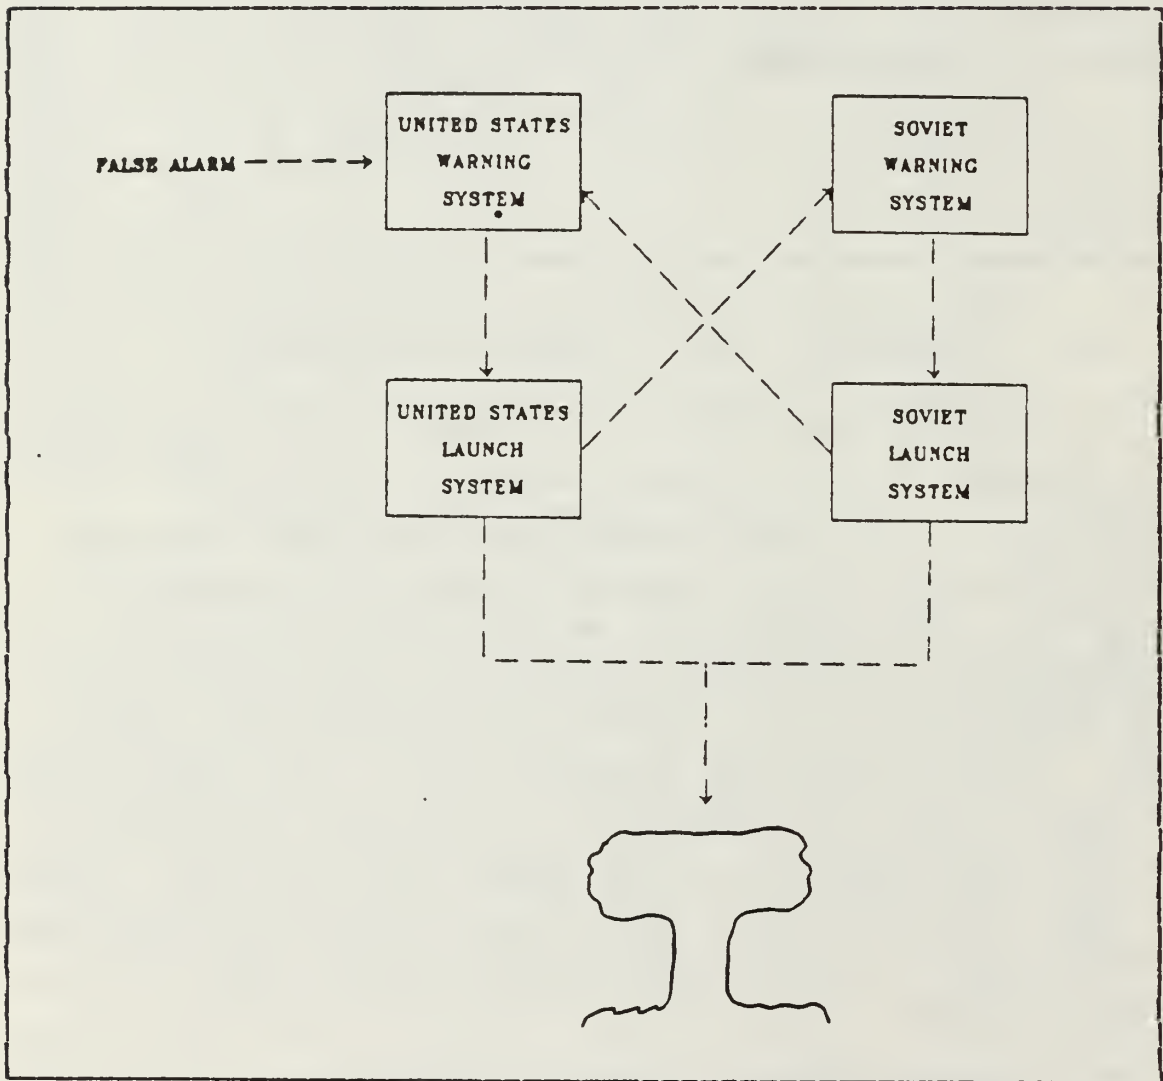 FALSE ALARM
UNITED STATES
WARNING
SYSTEM
SOVIET
WARNING
SYSTEM
UNITED STATES
LAUNCH
SYSTEM
SOVIET
LAUNCH
SYSTEM